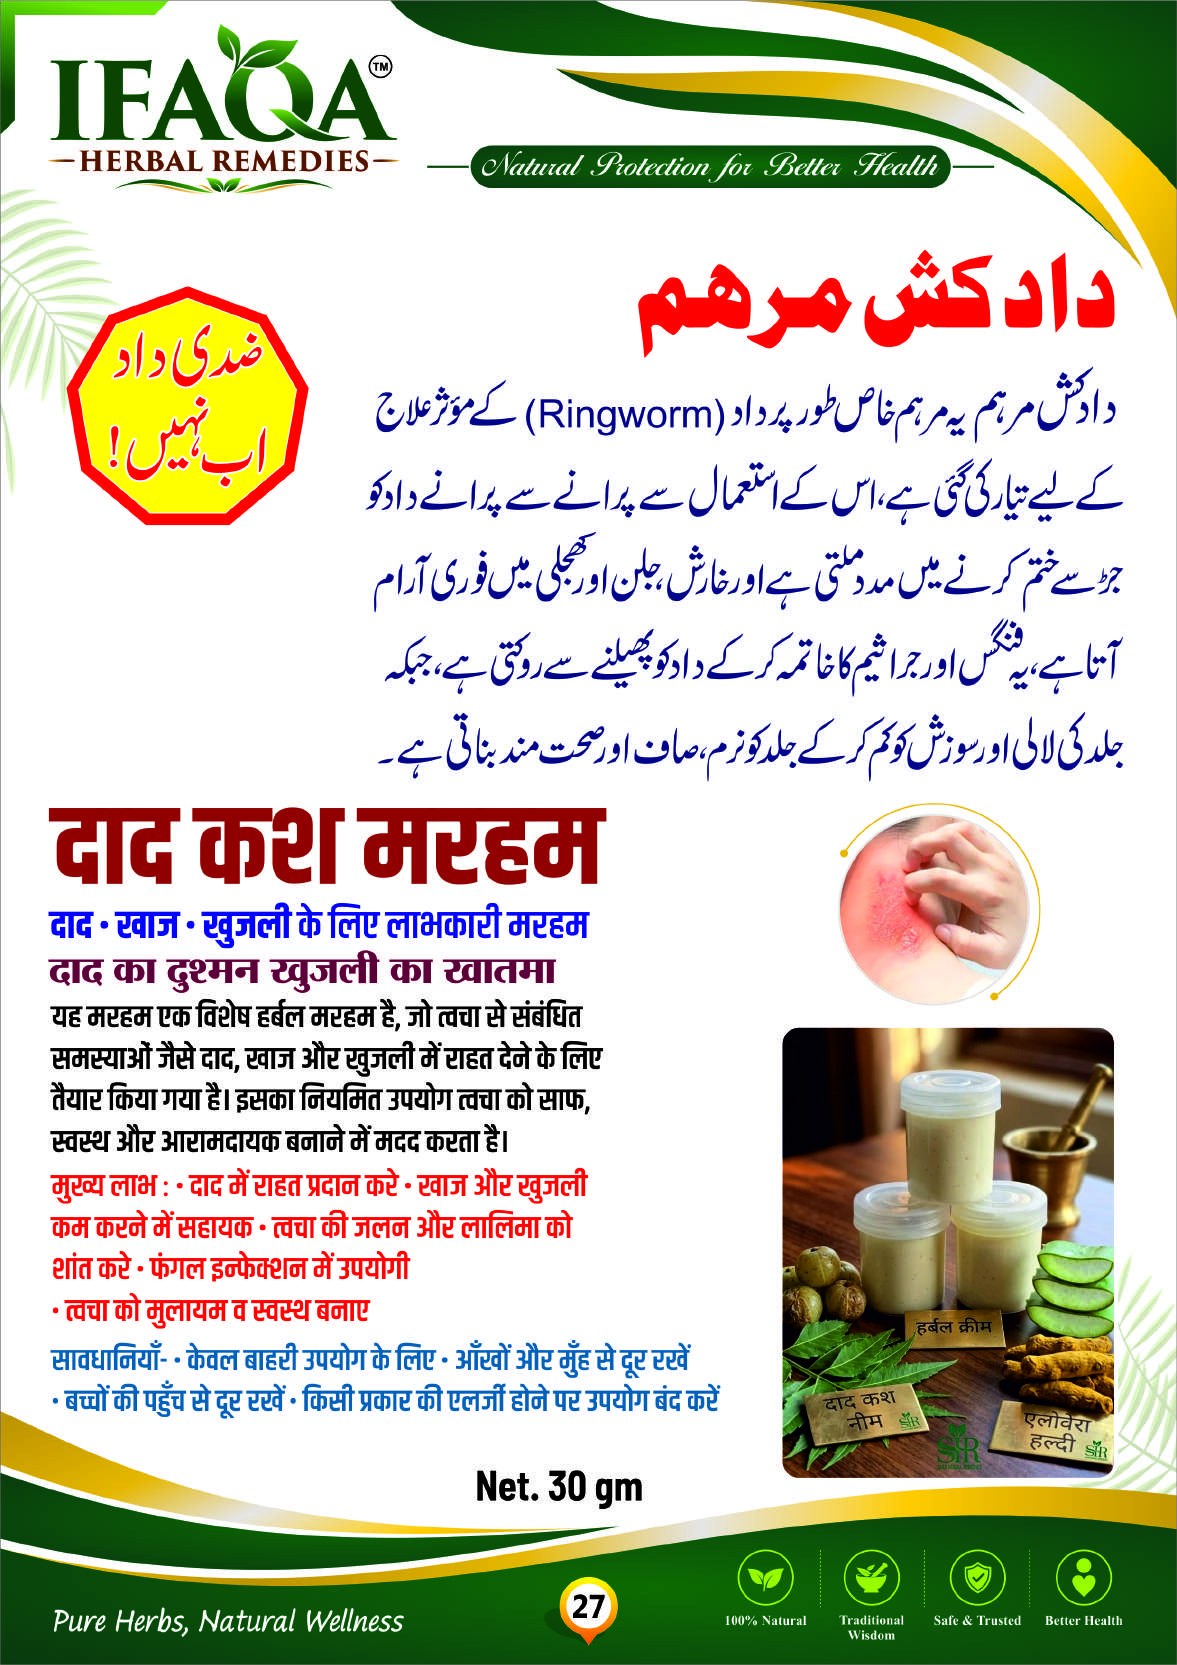 IFAQA TM
HERBAL REMEDIES
Natural Protection for Better Health
داد کش مرہم
ضدی داد
اب نہیں!
داد کش مرہم یہ مرہم خاص طور پر داد (Ringworm) کے مؤثر علاج
کے لیے تیار کی گئی ہے، اس کے استعمال سے پرانے سے پرانے داد کو
جڑ سے ختم کرنے میں مدد ملتی ہے اور خارش، جلن اور کھجلی میں فوری آرام
آتا ہے، یہ فنگس اور جراثیم کا خاتمہ کرکے داد کو پھیلنے سے روکتی ہے، جبکہ
جلد کی لالی اور سوزش کو کم کرکے جلد کو نرم، صاف اور صحت مند بناتی ہے۔
दाद कश मरहम
दाद • खाज • खुजली के लिए लाभकारी मरहम
दाद का दुश्मन खुजली का खातमा
यह मरहम एक विशेष हर्बल मरहम है, जो त्वचा से संबंधित
समस्याओं जैसे दाद, खाज और खुजली में राहत देने के लिए
तैयार किया गया है। इसका नियमित उपयोग त्वचा को साफ,
स्वस्थ और आरामदायक बनाने में मदद करता है।
मुख्य लाभ : • दाद में राहत प्रदान करे • खाज और खुजली
कम करने में सहायक • त्वचा की जलन और लालिमा को
शांत करे • फंगल इन्फेक्शन में उपयोगी
• त्वचा को मुलायम व स्वस्थ बनाए
सावधानियाँ- • केवल बाहरी उपयोग के लिए • आँखों और मुँह से दूर रखें
• बच्चों की पहुँच से दूर रखें • किसी प्रकार की एलर्जी होने पर उपयोग बंद करें
हर्बल क्रीम
दाद कश
नीम
एलोवेरा
हल्दी
Net. 30 gm
Pure Herbs, Natural Wellness
27
100% Natural
Traditional
Wisdom
Safe & Trusted
Better Health